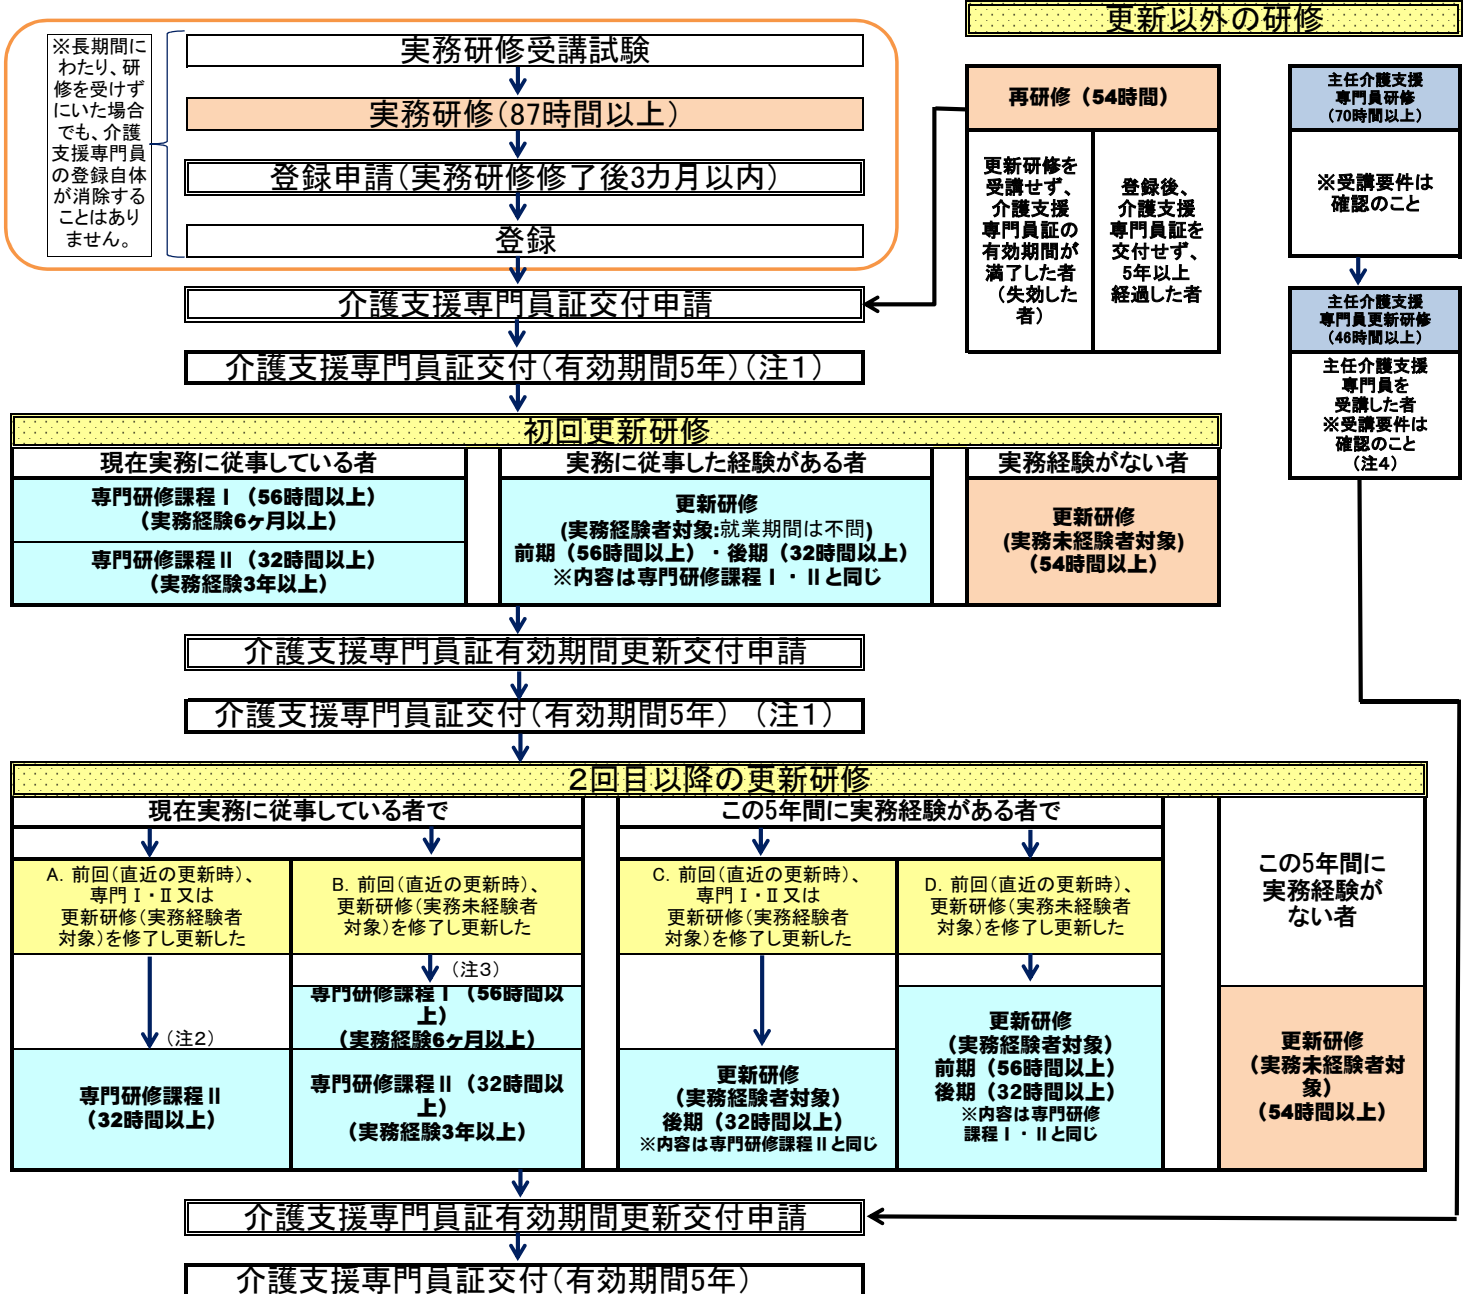 更新以外の研修
※長期間に
わたり、研
修を受けず
にいた場合
でも、介護
支援専門員
の登録自体
が消除する
ことはあり
ません。
実務研修受講試験
実務研修(87時間以上)
登録申請(実務研修修了後3カ月以内)
登録
介護支援専門員証交付申請
介護支援専門員証交付(有効期間5年)(注1)
再研修（54時間）
更新研修を
受講せず、
介護支援
専門員証の
有効期間が
満了した者
（失効した
者）
登録後、
介護支援
専門員証を
交付せず、
5年以上
経過した者
主任介護支援
専門員研修
（70時間以上）
※受講要件は
確認のこと
主任介護支援
専門員更新研修
（46時間以上）
主任介護支援
専門員を
受講した者
※受講要件は
確認のこと
（注4）
初回更新研修
現在実務に従事している者
専門研修課程Ⅰ（56時間以上）
（実務経験6ヶ月以上）
専門研修課程Ⅱ（32時間以上）
（実務経験3年以上）
実務に従事した経験がある者
更新研修
(実務経験者対象:就業期間は不問)
前期（56時間以上）・後期（32時間以上）
※内容は専門研修課程Ⅰ・Ⅱと同じ
実務経験がない者
更新研修
(実務未経験者対象)
（54時間以上）
介護支援専門員証有効期間更新交付申請
介護支援専門員証交付(有効期間5年)　(注1)
2回目以降の更新研修
現在実務に従事している者で
A. 前回(直近の更新時)、
専門Ⅰ・Ⅱ又は
更新研修(実務経験者
対象)を修了し更新した
（注2）
専門研修課程Ⅱ
（32時間以上）
B. 前回(直近の更新時)、
更新研修(実務未経験者
対象)を修了し更新した
（注3）
専門研修課程Ⅰ（56時間以
上）
（実務経験6ヶ月以上）
専門研修課程Ⅱ（32時間以
上）
（実務経験3年以上）
この5年間に実務経験がある者で
C. 前回(直近の更新時)、
専門Ⅰ・Ⅱ又は
更新研修(実務経験者
対象)を修了し更新した
更新研修
（実務経験者対象）
後期（32時間以上）
※内容は専門研修課程Ⅱと同じ
D. 前回(直近の更新時)、
更新研修(実務未経験者
対象)を修了し更新した
更新研修
（実務経験者対象）
前期（56時間以上）
後期（32時間以上）
※内容は専門研修
課程Ⅰ・Ⅱと同じ
この5年間に
実務経験が
ない者
更新研修
（実務未経験者対
象）
（54時間以上）
介護支援専門員証有効期間更新交付申請
介護支援専門員証交付(有効期間5年)